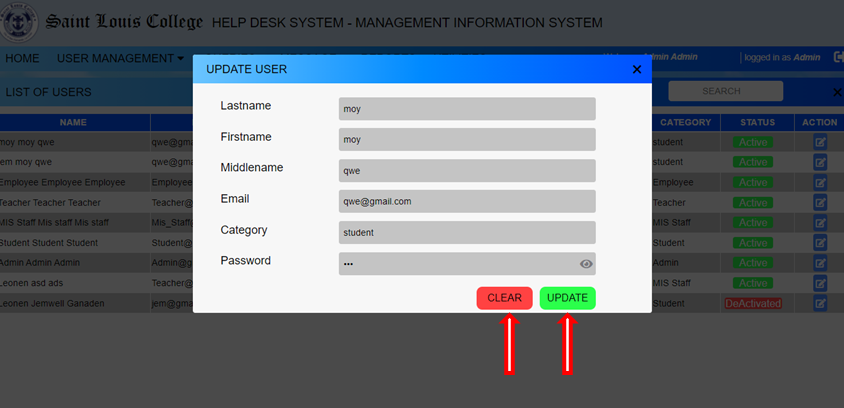 Saint Louis College HELP DESK SYSTEM - MANAGEMENT INFORMATION SYSTEM
HOME USER MANAGEMENT Admin Admin logged in as Admin
UPDATE USER
LIST OF USERS SEARCH
NAME CATEGORY STATUS ACTION
Lastname moy
Firstname moy
Middlename qwe
Email qwe@gmail.com
Category student
Password •••
CLEAR UPDATE
moy moy qwe qwe@gma student Active
em moy qwe qwe@gma student Active
Employee Employee Employee Employee Employee Active
Teacher Teacher Teacher Teacher@ Teacher Active
MIS Staff Mis staff Mis staff Mis_Staff@ MIS Staff Active
Student Student Student Student@ Student Active
Admin Admin Admin Admin@g Admin Active
Leonen asd ads Teacher@ MIS Staff Active
Leonen Jemwell Ganaden jem@gma Student DeActivated